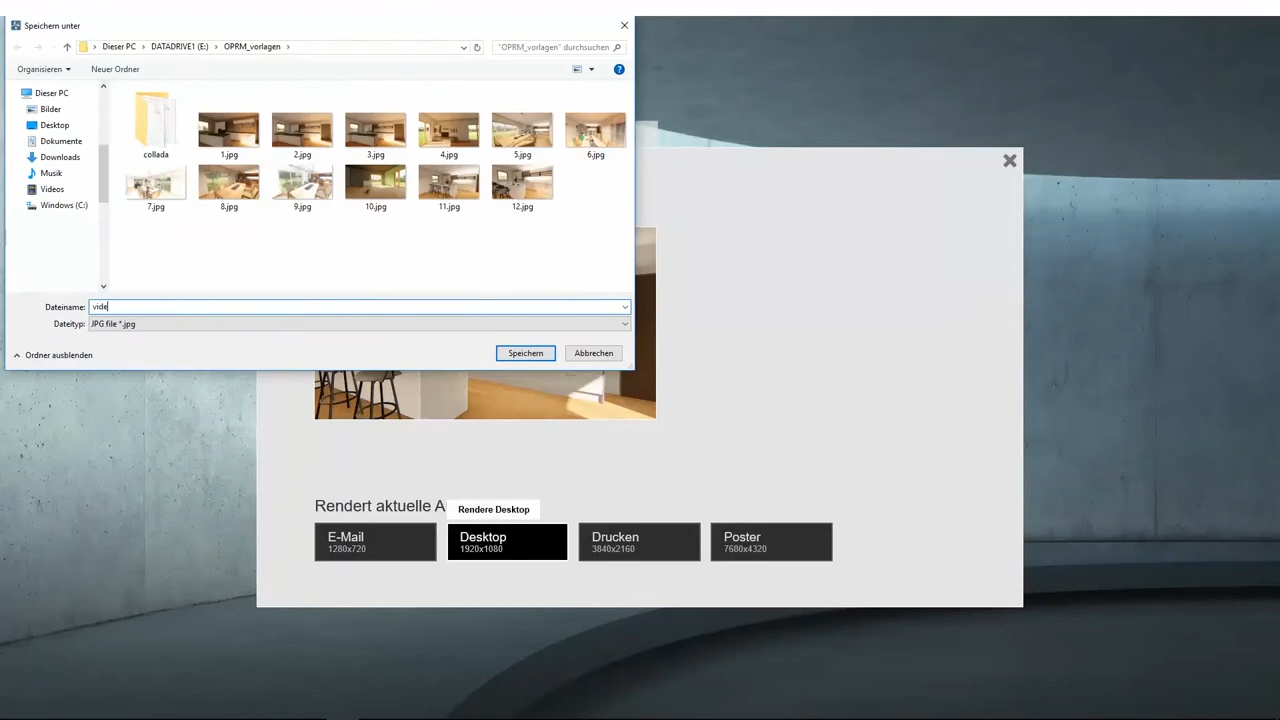 Speichern unter
Dieser PC
DATADRIVE1 (E:)
OPRM_vorlagen
"OPRM_vorlagen" durchsuchen
Organisieren
Neuer Ordner
?
Dieser PC
Bilder
Desktop
Dokumente
Downloads
Musik
Videos
Windows (C:)
collada
1.jpg
2.jpg
3.jpg
4.jpg
5.jpg
6.jpg
7.jpg
8.jpg
9.jpg
10.jpg
11.jpg
12.jpg
Dateiname: vide
Dateityp: JPG file *.jpg
Ordner ausblenden
Speichern
Abbrechen
Rendert aktuelle A
Rendere Desktop
E-Mail
1280x720
Desktop
1920x1080
Drucken
3840x2160
Poster
7680x4320